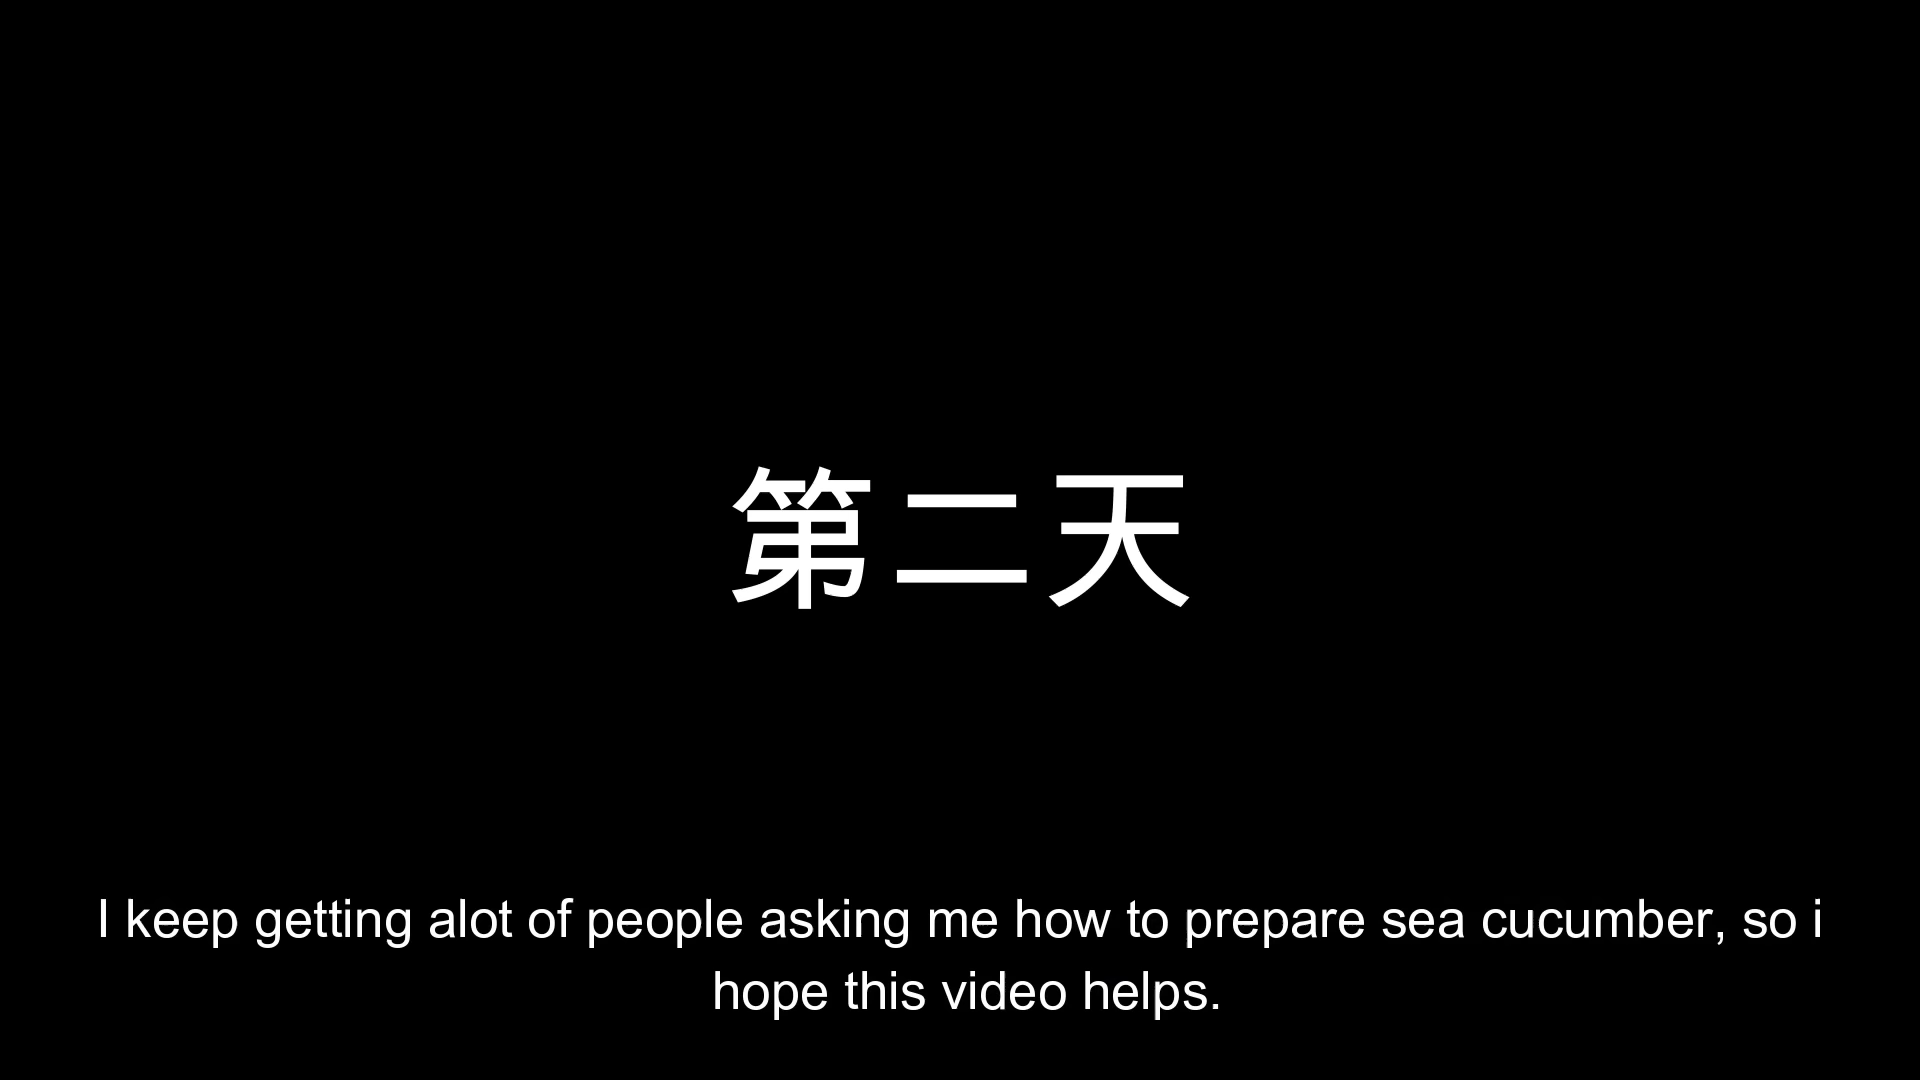 第二天
I keep getting alot of people asking me how to prepare sea cucumber, so i
hope this video helps.